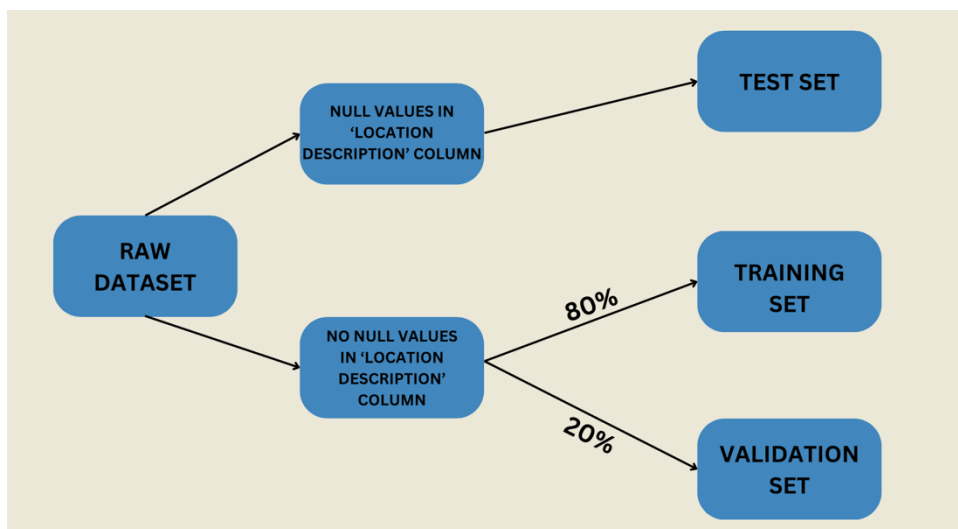 NULL VALUES IN
‘LOCATION
DESCRIPTION’ COLUMN
TEST SET
RAW
DATASET
NO NULL VALUES
IN ‘LOCATION
DESCRIPTION’
COLUMN
80%
TRAINING
SET
20%
VALIDATION
SET